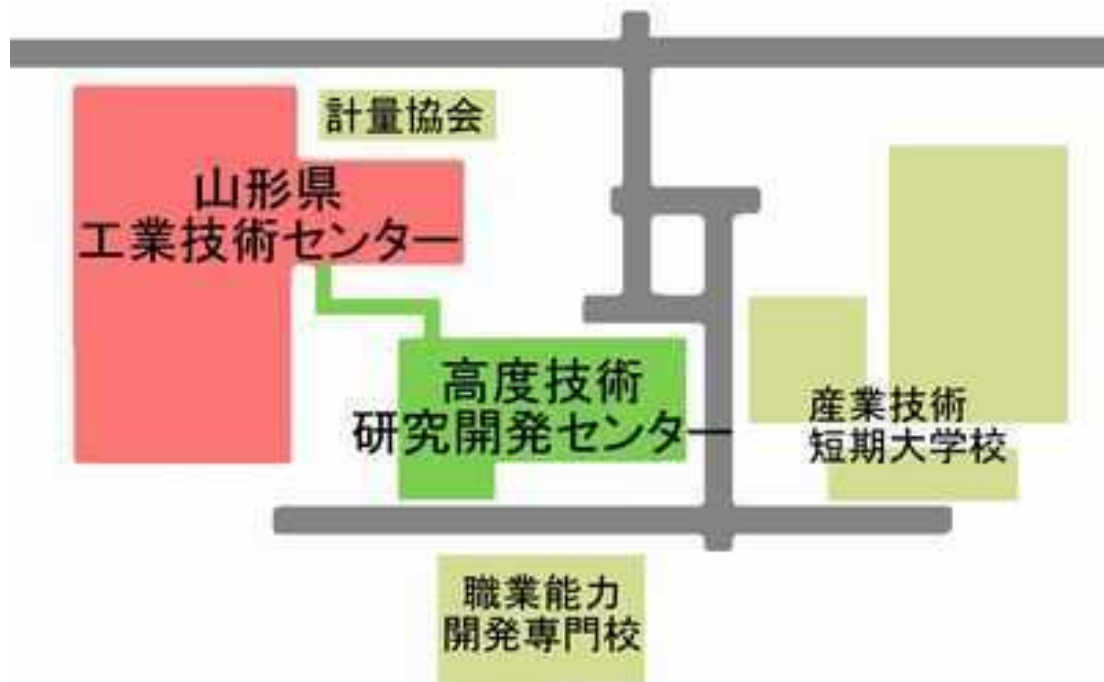 計量協会
山形県
工業技術センター
高度技術
研究開発センター
産業技術
短期大学校
職業能力
開発専門校